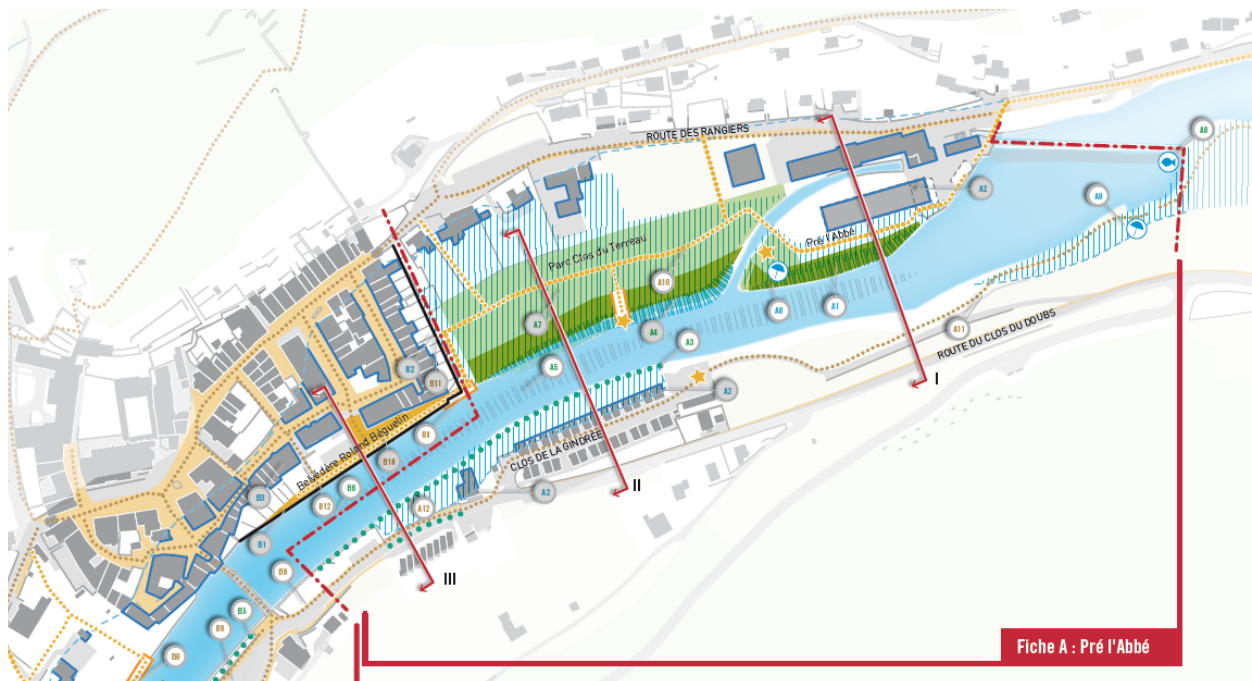 ROUTE DES RANGIERS
A6
A2
A9
Pré l'Abbé
Parc Clos du Terreau
A10
A7
A4
A8
A1
A3
A5
A11
ROUTE DU CLOS DU DOUBS
I
B2
B11
A2
B9
CLOS DE LA GINDRÉE
Belvédère Roland Béguelin
B10
II
B3
B12
B6
A12
A2
B1
B8
III
B5
B8
B9
Fiche A : Pré l'Abbé